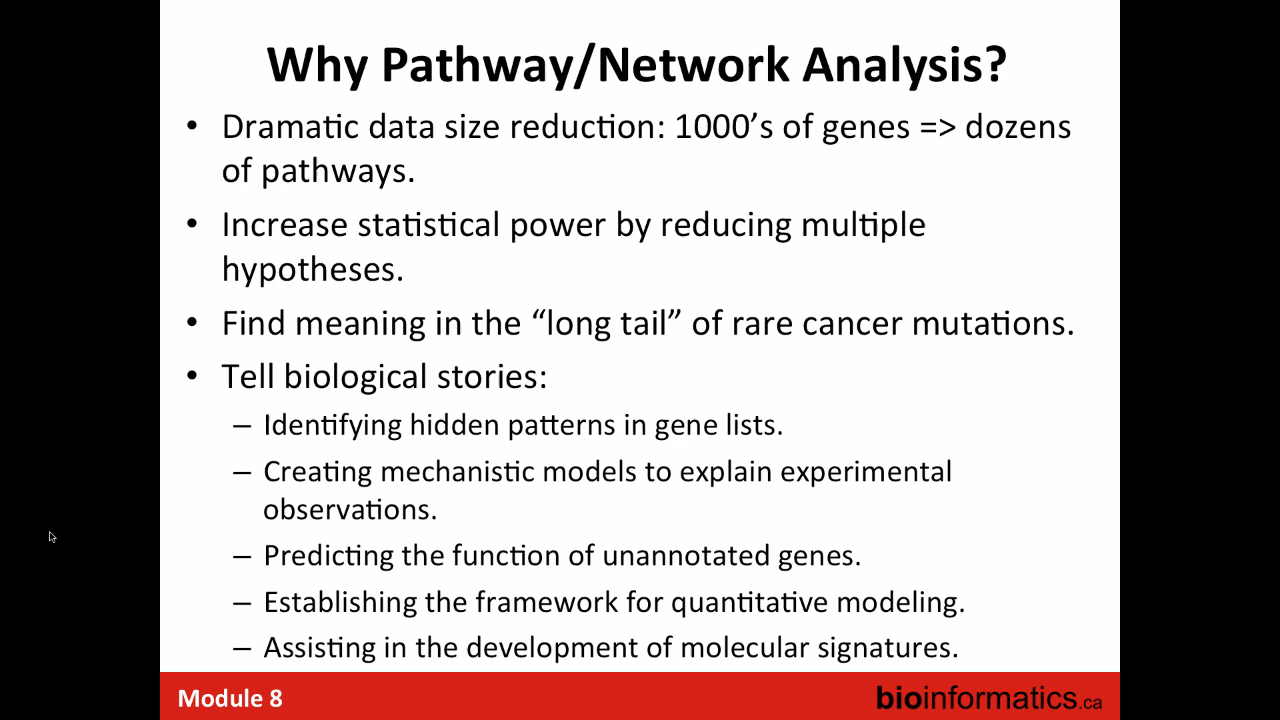 Why Pathway/Network Analysis?
• Dramatic data size reduction: 1000’s of genes => dozens
of pathways.
• Increase statistical power by reducing multiple
hypotheses.
• Find meaning in the “long tail” of rare cancer mutations.
• Tell biological stories:
– Identifying hidden patterns in gene lists.
– Creating mechanistic models to explain experimental
observations.
– Predicting the function of unannotated genes.
– Establishing the framework for quantitative modeling.
– Assisting in the development of molecular signatures.
Module 8
bioinformatics.ca